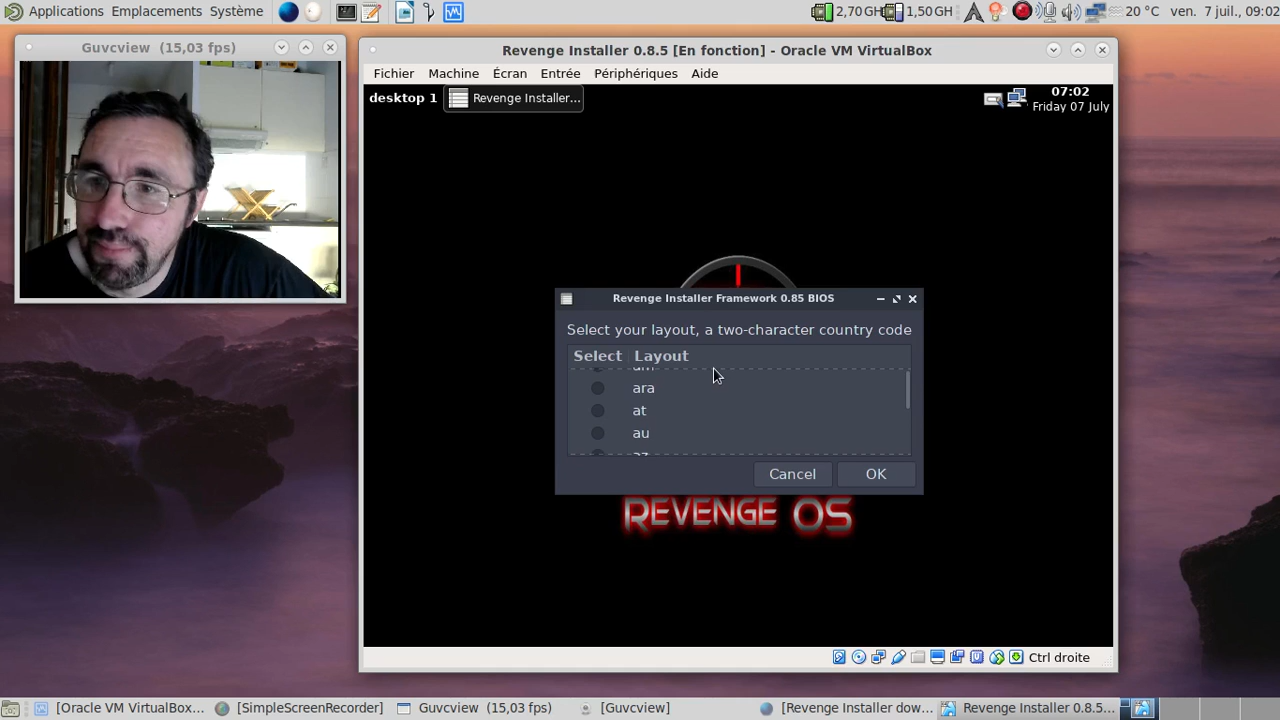 Applications Emplacements Système
2,70 GH 1,50 GH 20 °C ven. 7 juil., 09:02
Guvcview (15,03 fps)
Revenge Installer 0.8.5 [En fonction] - Oracle VM VirtualBox
Fichier Machine Écran Entrée Périphériques Aide
desktop 1 Revenge Installer... 07:02
Friday 07 July
Revenge Installer Framework 0.85 BIOS
Select your layout, a two-character country code
Select Layout
ara
at
au
Cancel OK
REVENGE OS
Ctrl droite
[Oracle VM VirtualBox... [SimpleScreenRecorder] Guvcview (15,03 fps) [Guvcview] [Revenge Installer dow... Revenge Installer 0.8.5...